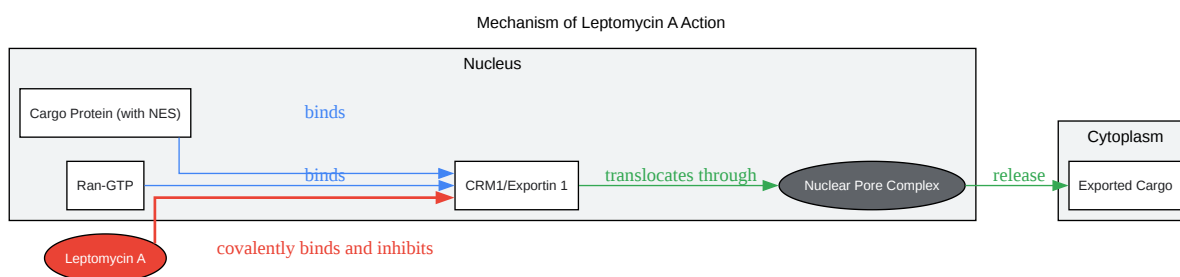 Mechanism of Leptomycin A Action
Nucleus
Cargo Protein (with NES)
binds
Cytoplasm
Ran-GTP
binds
CRM1/Exportin 1
translocates through
Nuclear Pore Complex
release
Exported Cargo
Leptomycin A
covalently binds and inhibits